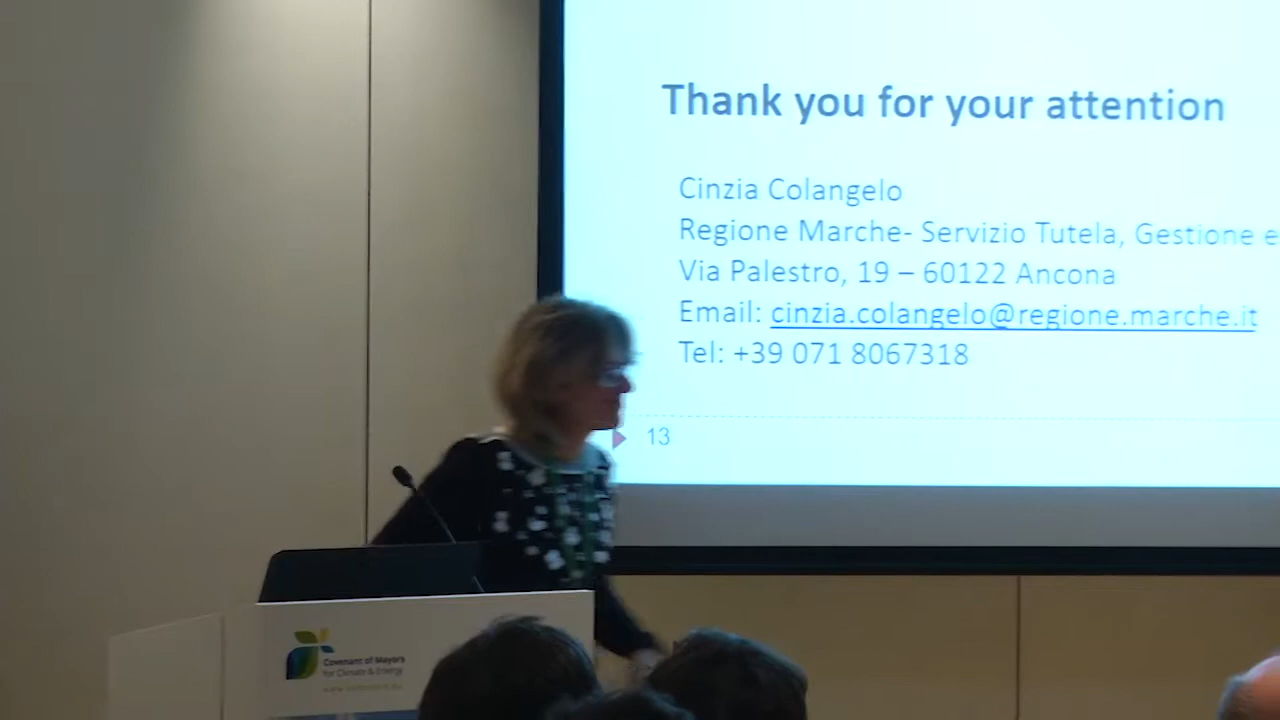 Thank you for your attention
Cinzia Colangelo
Regione Marche- Servizio Tutela, Gestione e
Via Palestro, 19 – 60122 Ancona
Email: cinzia.colangelo@regione.marche.it
Tel: +39 071 8067318
13
Covenant of Mayors
for Climate & Energy